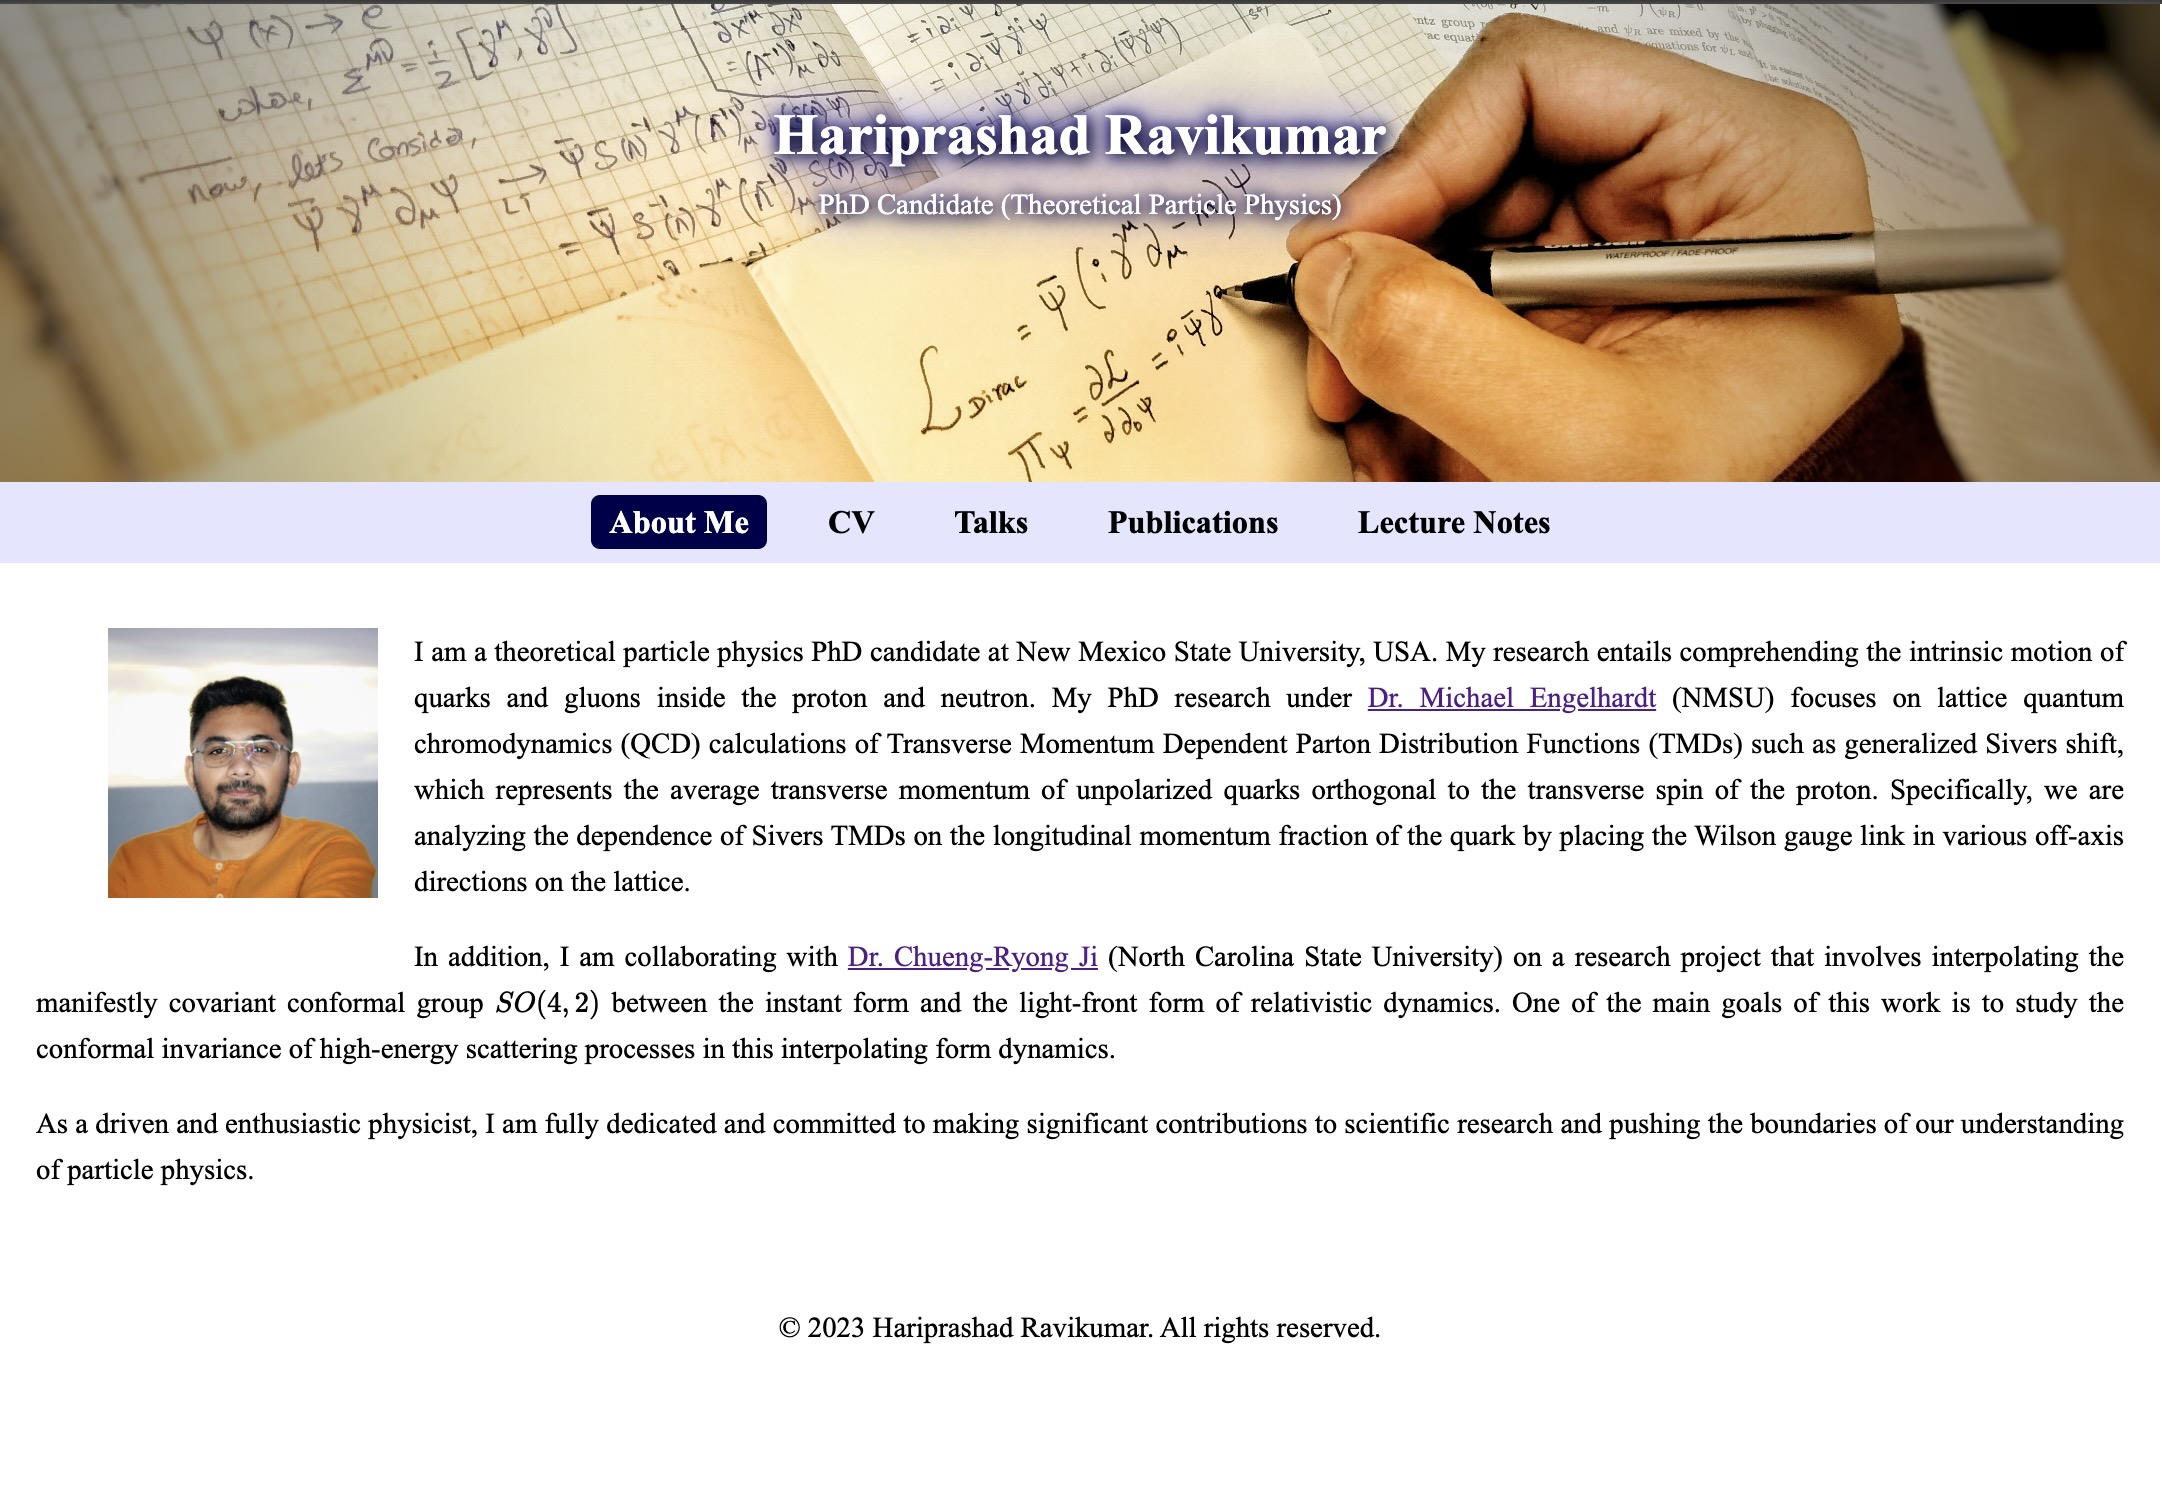 where,
now, let's Consider,
Hariprashad Ravikumar
PhD Candidate (Theoretical Particle Physics)
WATERPROOF / FADE-PROOF
About Me CV Talks Publications Lecture Notes
I am a theoretical particle physics PhD candidate at New Mexico State University, USA. My research entails comprehending the intrinsic motion of
quarks and gluons inside the proton and neutron. My PhD research under Dr. Michael Engelhardt (NMSU) focuses on lattice quantum
chromodynamics (QCD) calculations of Transverse Momentum Dependent Parton Distribution Functions (TMDs) such as generalized Sivers shift,
which represents the average transverse momentum of unpolarized quarks orthogonal to the transverse spin of the proton. Specifically, we are
analyzing the dependence of Sivers TMDs on the longitudinal momentum fraction of the quark by placing the Wilson gauge link in various off-axis
directions on the lattice.
In addition, I am collaborating with Dr. Chueng-Ryong Ji (North Carolina State University) on a research project that involves interpolating the
manifestly covariant conformal group SO(4, 2) between the instant form and the light-front form of relativistic dynamics. One of the main goals of this work is to study the
conformal invariance of high-energy scattering processes in this interpolating form dynamics.
As a driven and enthusiastic physicist, I am fully dedicated and committed to making significant contributions to scientific research and pushing the boundaries of our understanding
of particle physics.
© 2023 Hariprashad Ravikumar. All rights reserved.